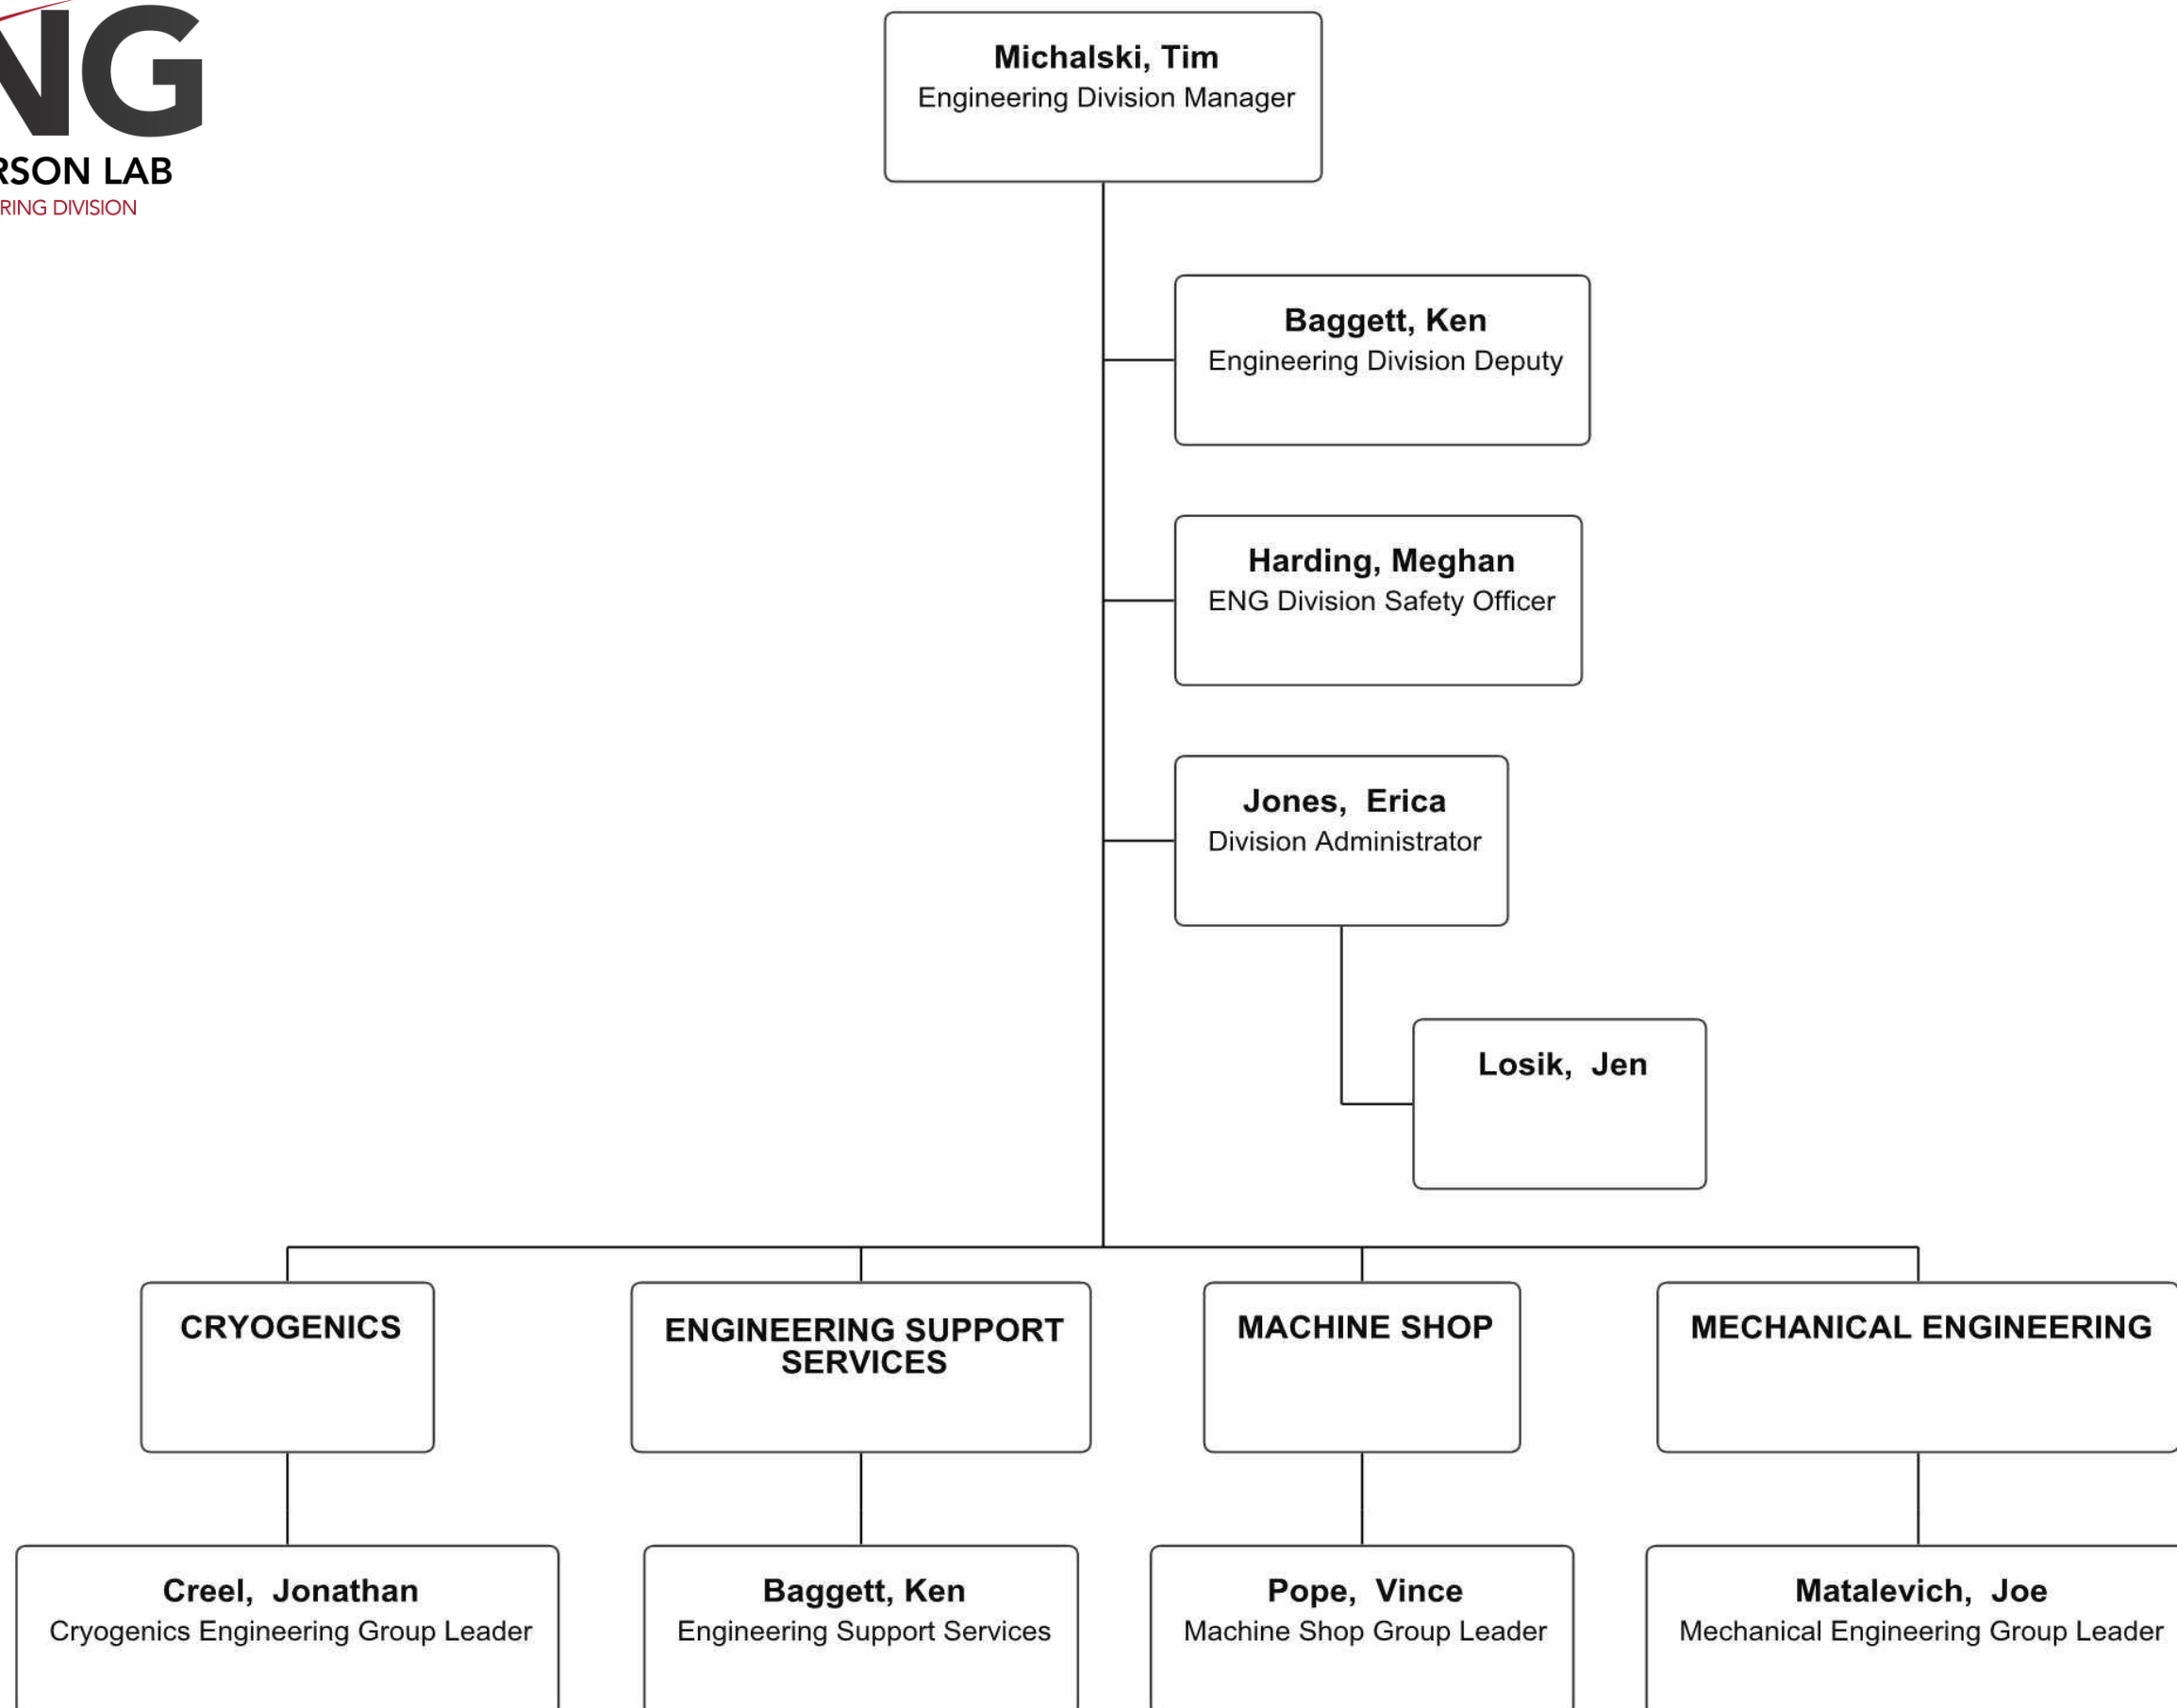 NG
RSON LAB
RING DIVISION
Michalski, Tim
Engineering Division Manager
Baggett, Ken
Engineering Division Deputy
Harding, Meghan
ENG Division Safety Officer
Jones, Erica
Division Administrator
Losik, Jen
CRYOGENICS
ENGINEERING SUPPORT
SERVICES
MACHINE SHOP
MECHANICAL ENGINEERING
Creel, Jonathan
Cryogenics Engineering Group Leader
Baggett, Ken
Engineering Support Services
Pope, Vince
Machine Shop Group Leader
Matalevich, Joe
Mechanical Engineering Group Leader